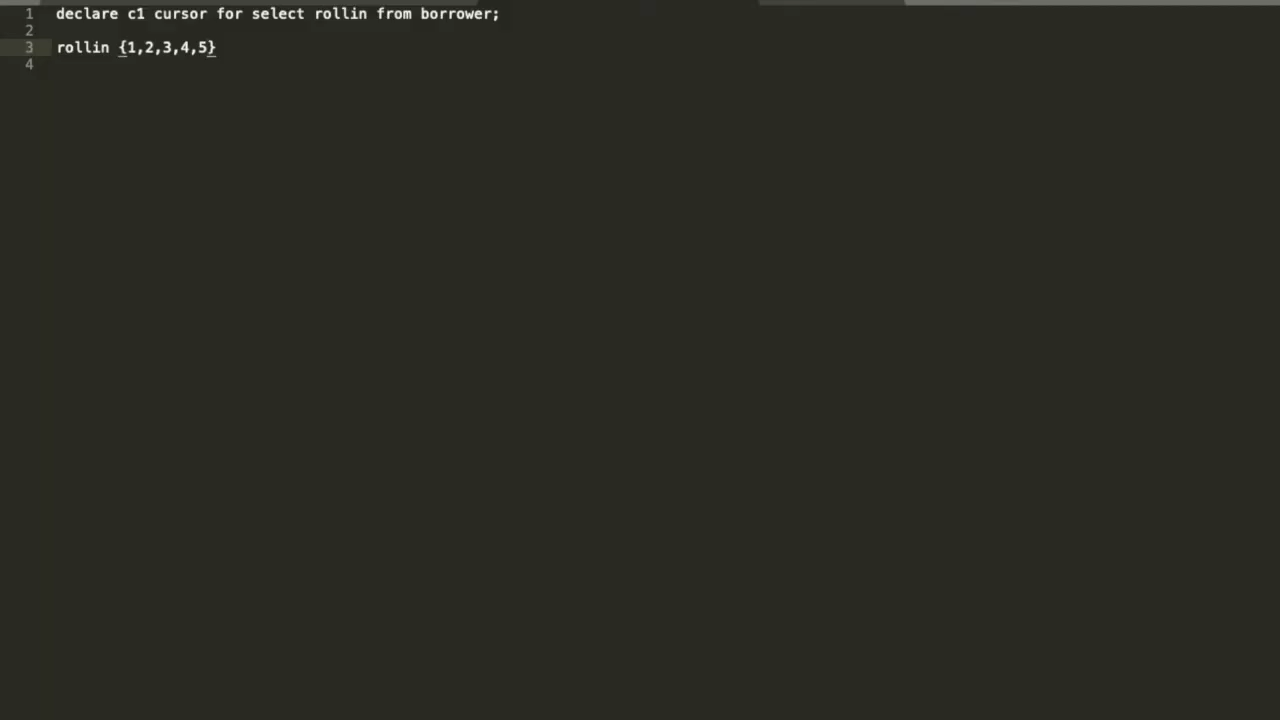 1 declare c1 cursor for select rollin from borrower;
2
3 rollin {1,2,3,4,5}
4